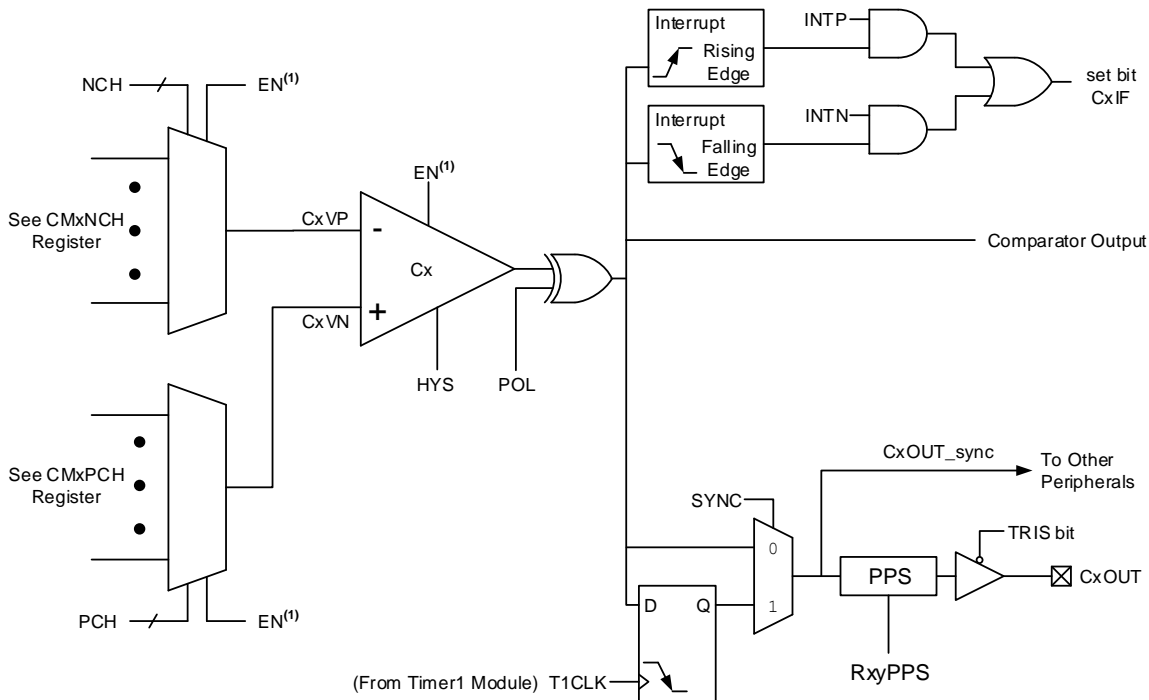 Interrupt
Rising
Edge
INTP
set bit
CxIF
Interrupt
Falling
Edge
INTN
NCH
EN(1)
See CMxNCH
Register
CxVP
EN(1)
-
Cx
+
CxVN
HYS
POL
Comparator Output
See CMxPCH
Register
PCH
EN(1)
CxOUT_sync
To Other
Peripherals
SYNC
0
1
TRIS bit
PPS
CxOUT
RxyPPS
D
Q
(From Timer1 Module) T1CLK